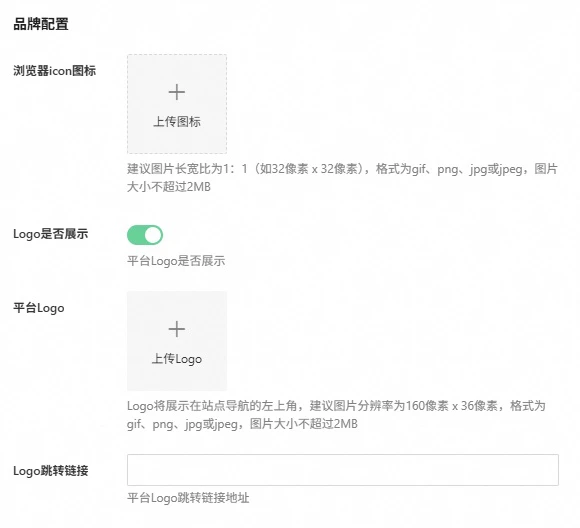 品牌配置
浏览器icon图标
上传图标
建议图片长宽比为1：1（如32像素 x 32像素），格式为gif、png、jpg或jpeg，图片
大小不超过2MB
Logo是否展示
平台Logo是否展示
平台Logo
上传Logo
Logo将展示在站点导航的左上角，建议图片分辨率为160像素 x 36像素，格式为
gif、png、jpg或jpeg，图片大小不超过2MB
Logo跳转链接
平台Logo跳转链接地址